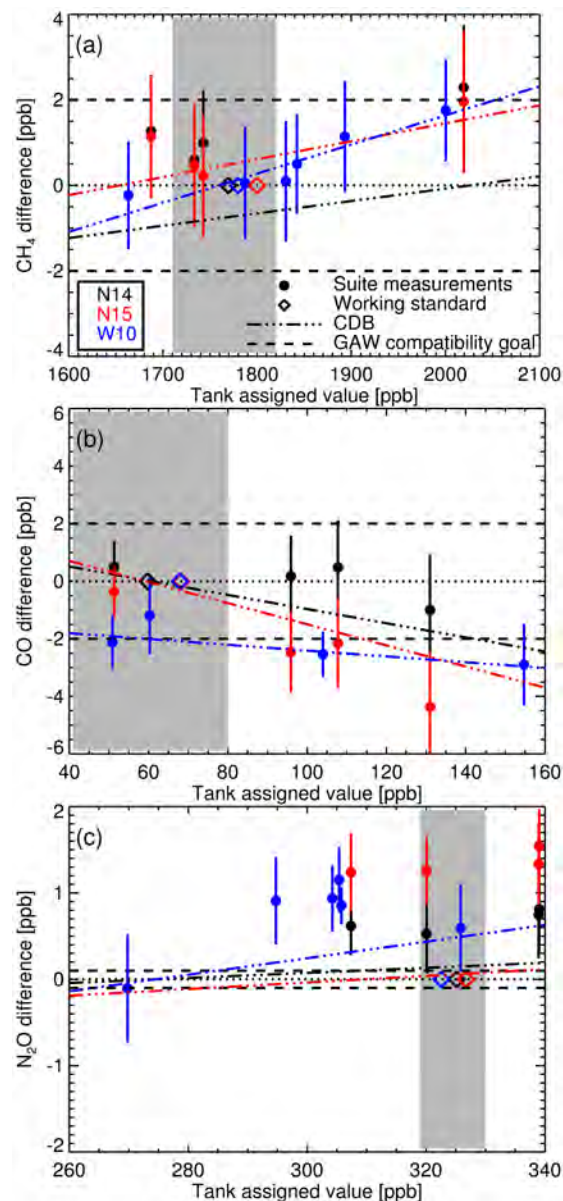 (a)
4
2
0
-2
-4
CH₄ difference [ppb]
N14
N15
W10
Suite measurements
Working standard
CDB
GAW compatibility goal
1600 1700 1800 1900 2000 2100
Tank assigned value [ppb]
(b)
6
4
2
0
-2
-4
-6
CO difference [ppb]
40 60 80 100 120 140 160
Tank assigned value [ppb]
(c)
2
1
0
-1
-2
N₂O difference [ppb]
260 280 300 320 340
Tank assigned value [ppb]